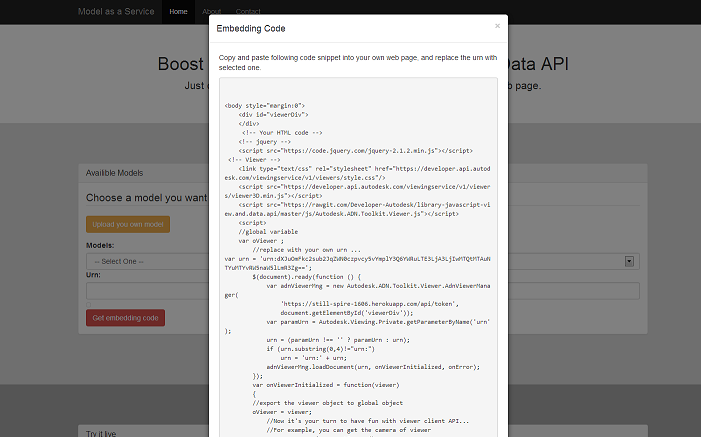 Model as a Service Home About Contact
Embedding Code ×
Boost Data API
Just web page.
Copy and paste following code snippet into your own web page, and replace the urn with
selected one.
<body style="margin:0">
<div id="viewerDiv">
</div>
<!-- Your HTML code -->
<!-- jquery -->
<script src="https://code.jquery.com/jquery-2.1.2.min.js"></script>
<!-- Viewer -->
<link type="text/css" rel="stylesheet" href="https://developer.api.autod
esk.com/viewingservice/v1/viewers/style.css"/>
<script src="https://developer.api.autodesk.com/viewingservice/v1/viewer
s/viewer3D.min.js"></script>
<script src="https://rawgit.com/Developer-Autodesk/library-javascript-vi
ew.and.data.api/master/js/Autodesk.ADN.Toolkit.Viewer.js"></script>
<script>
//global variable
var oViewer ;
//replace with your own urn ...
var urn =
$(document).ready(function () {
var adnViewerMng = new Autodesk.ADN.Toolkit.Viewer.AdnViewerMana
ger(
'https://still-spire-1606.herokuapp.com/api/token',
document.getElementById('viewerDiv'));
var paramUrn = Autodesk.Viewing.Private.getParameterByName('urn'
);
urn = (paramUrn !== '' ? paramUrn : urn);
if (urn.substring(0,4)!="urn:")
urn = 'urn:' + urn;
adnViewerMng.loadDocument(urn, onViewerInitialized, onError);
});
var onViewerInitialized = function(viewer)
{
//export the viewer object to global object
oViewer = viewer;
//Now it's your turn to have fun with viewer client API...
//For example, you can get the camera of viewer
Availible Models
Choose a model you want
Upload you own model
Models:
-- Select One --
Urn:
Get embedding code
Try it live